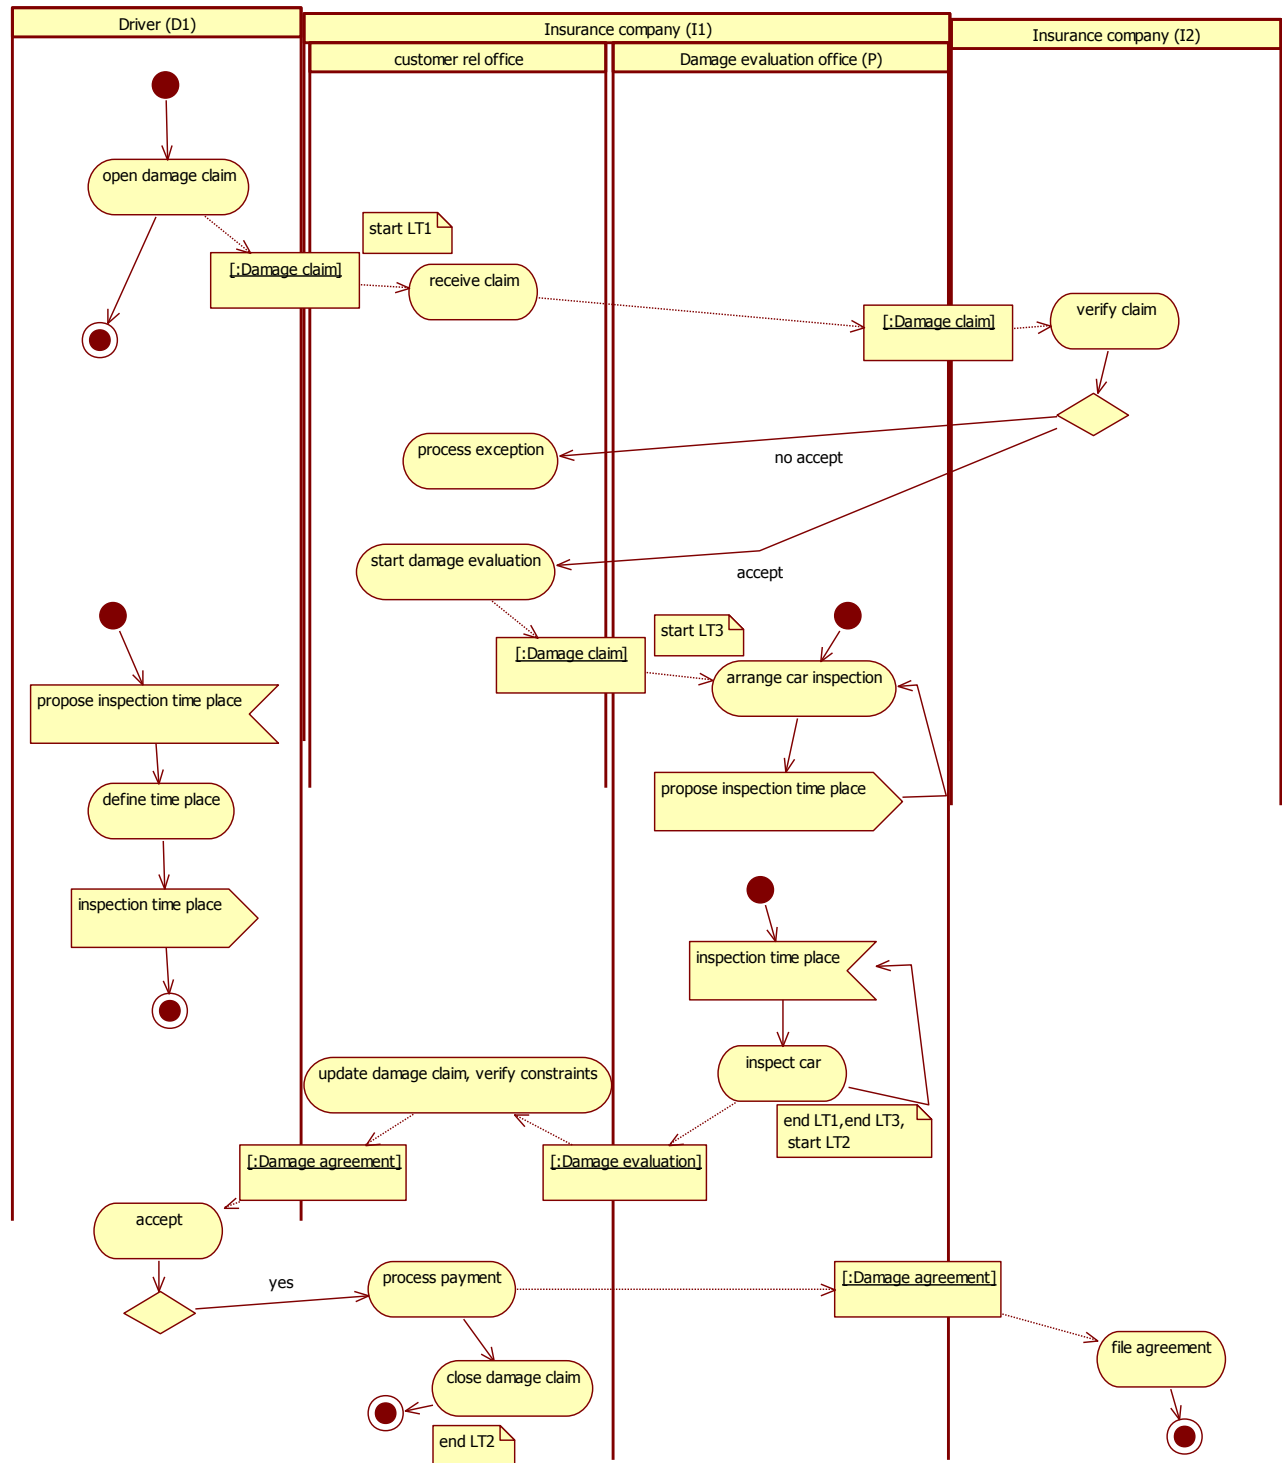 Driver (D1)
Insurance company (I1)
Insurance company (I2)
customer rel office
Damage evaluation office (P)
open damage claim
start LT1
[:Damage claim]
receive claim
[:Damage claim]
verify claim
process exception
no accept
start damage evaluation
accept
start LT3
[:Damage claim]
arrange car inspection
propose inspection time place
propose inspection time place
define time place
inspection time place
inspection time place
inspect car
update damage claim, verify constraints
end LT1,end LT3,
start LT2
[:Damage agreement]
[:Damage evaluation]
accept
yes
process payment
[:Damage agreement]
file agreement
close damage claim
end LT2